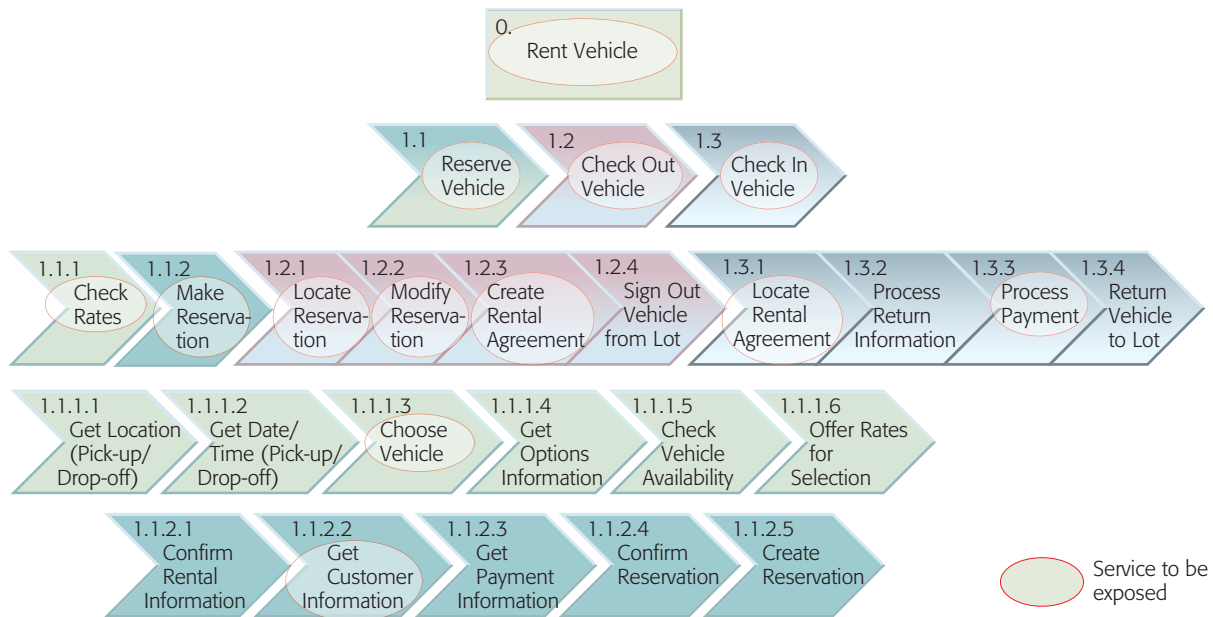 0.
Rent Vehicle
1.1
Reserve
Vehicle
1.2
Check Out
Vehicle
1.3
Check In
Vehicle
1.1.1
Check
Rates
1.1.2
Make
Reserva-
tion
1.2.1
Locate
Reserva-
tion
1.2.2
Modify
Reserva-
tion
1.2.3
Create
Rental
Agreement
1.2.4
Sign Out
Vehicle
from Lot
1.3.1
Locate
Rental
Agreement
1.3.2
Process
Return
Information
1.3.3
Process
Payment
1.3.4
Return
Vehicle
to Lot
1.1.1.1
Get Location
(Pick-up/
Drop-off)
1.1.1.2
Get Date/
Time (Pick-up/
Drop-off)
1.1.1.3
Choose
Vehicle
1.1.1.4
Get
Options
Information
1.1.1.5
Check
Vehicle
Availability
1.1.1.6
Offer Rates
for
Selection
1.1.2.1
Confirm
Rental
Information
1.1.2.2
Get
Customer
Information
1.1.2.3
Get
Payment
Information
1.1.2.4
Confirm
Reservation
1.1.2.5
Create
Reservation
Service to be
exposed